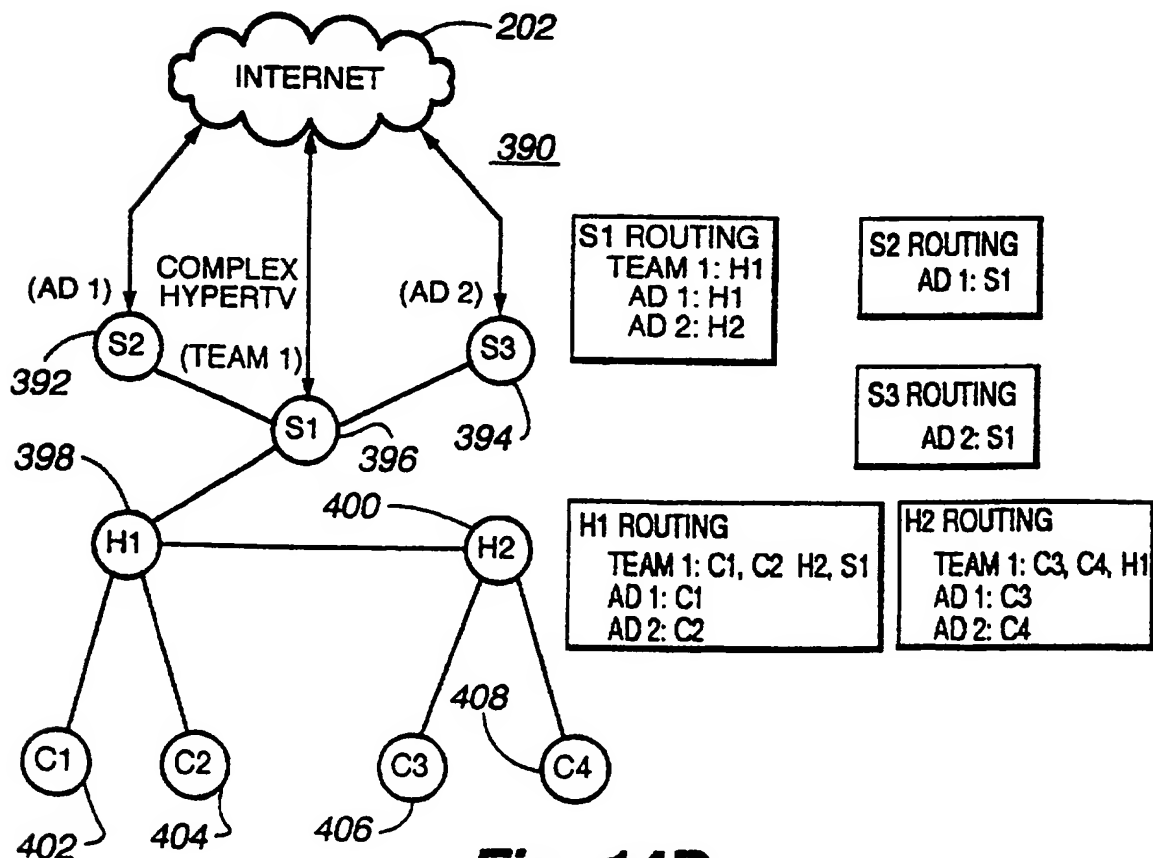 202
INTERNET
390
S1 ROUTING
TEAM 1: H1
AD 1: H1
AD 2: H2
S2 ROUTING
AD 1: S1
COMPLEX
HYPERTV
(AD 1)
(AD 2)
S2
S3
(TEAM 1)
392
394
S3 ROUTING
AD 2: S1
S1
396
398
400
H1
H2
H1 ROUTING
TEAM 1: C1, C2 H2, S1
AD 1: C1
AD 2: C2
H2 ROUTING
TEAM 1: C3, C4, H1
AD 1: C3
AD 2: C4
408
C1
C2
C3
C4
402
404
406